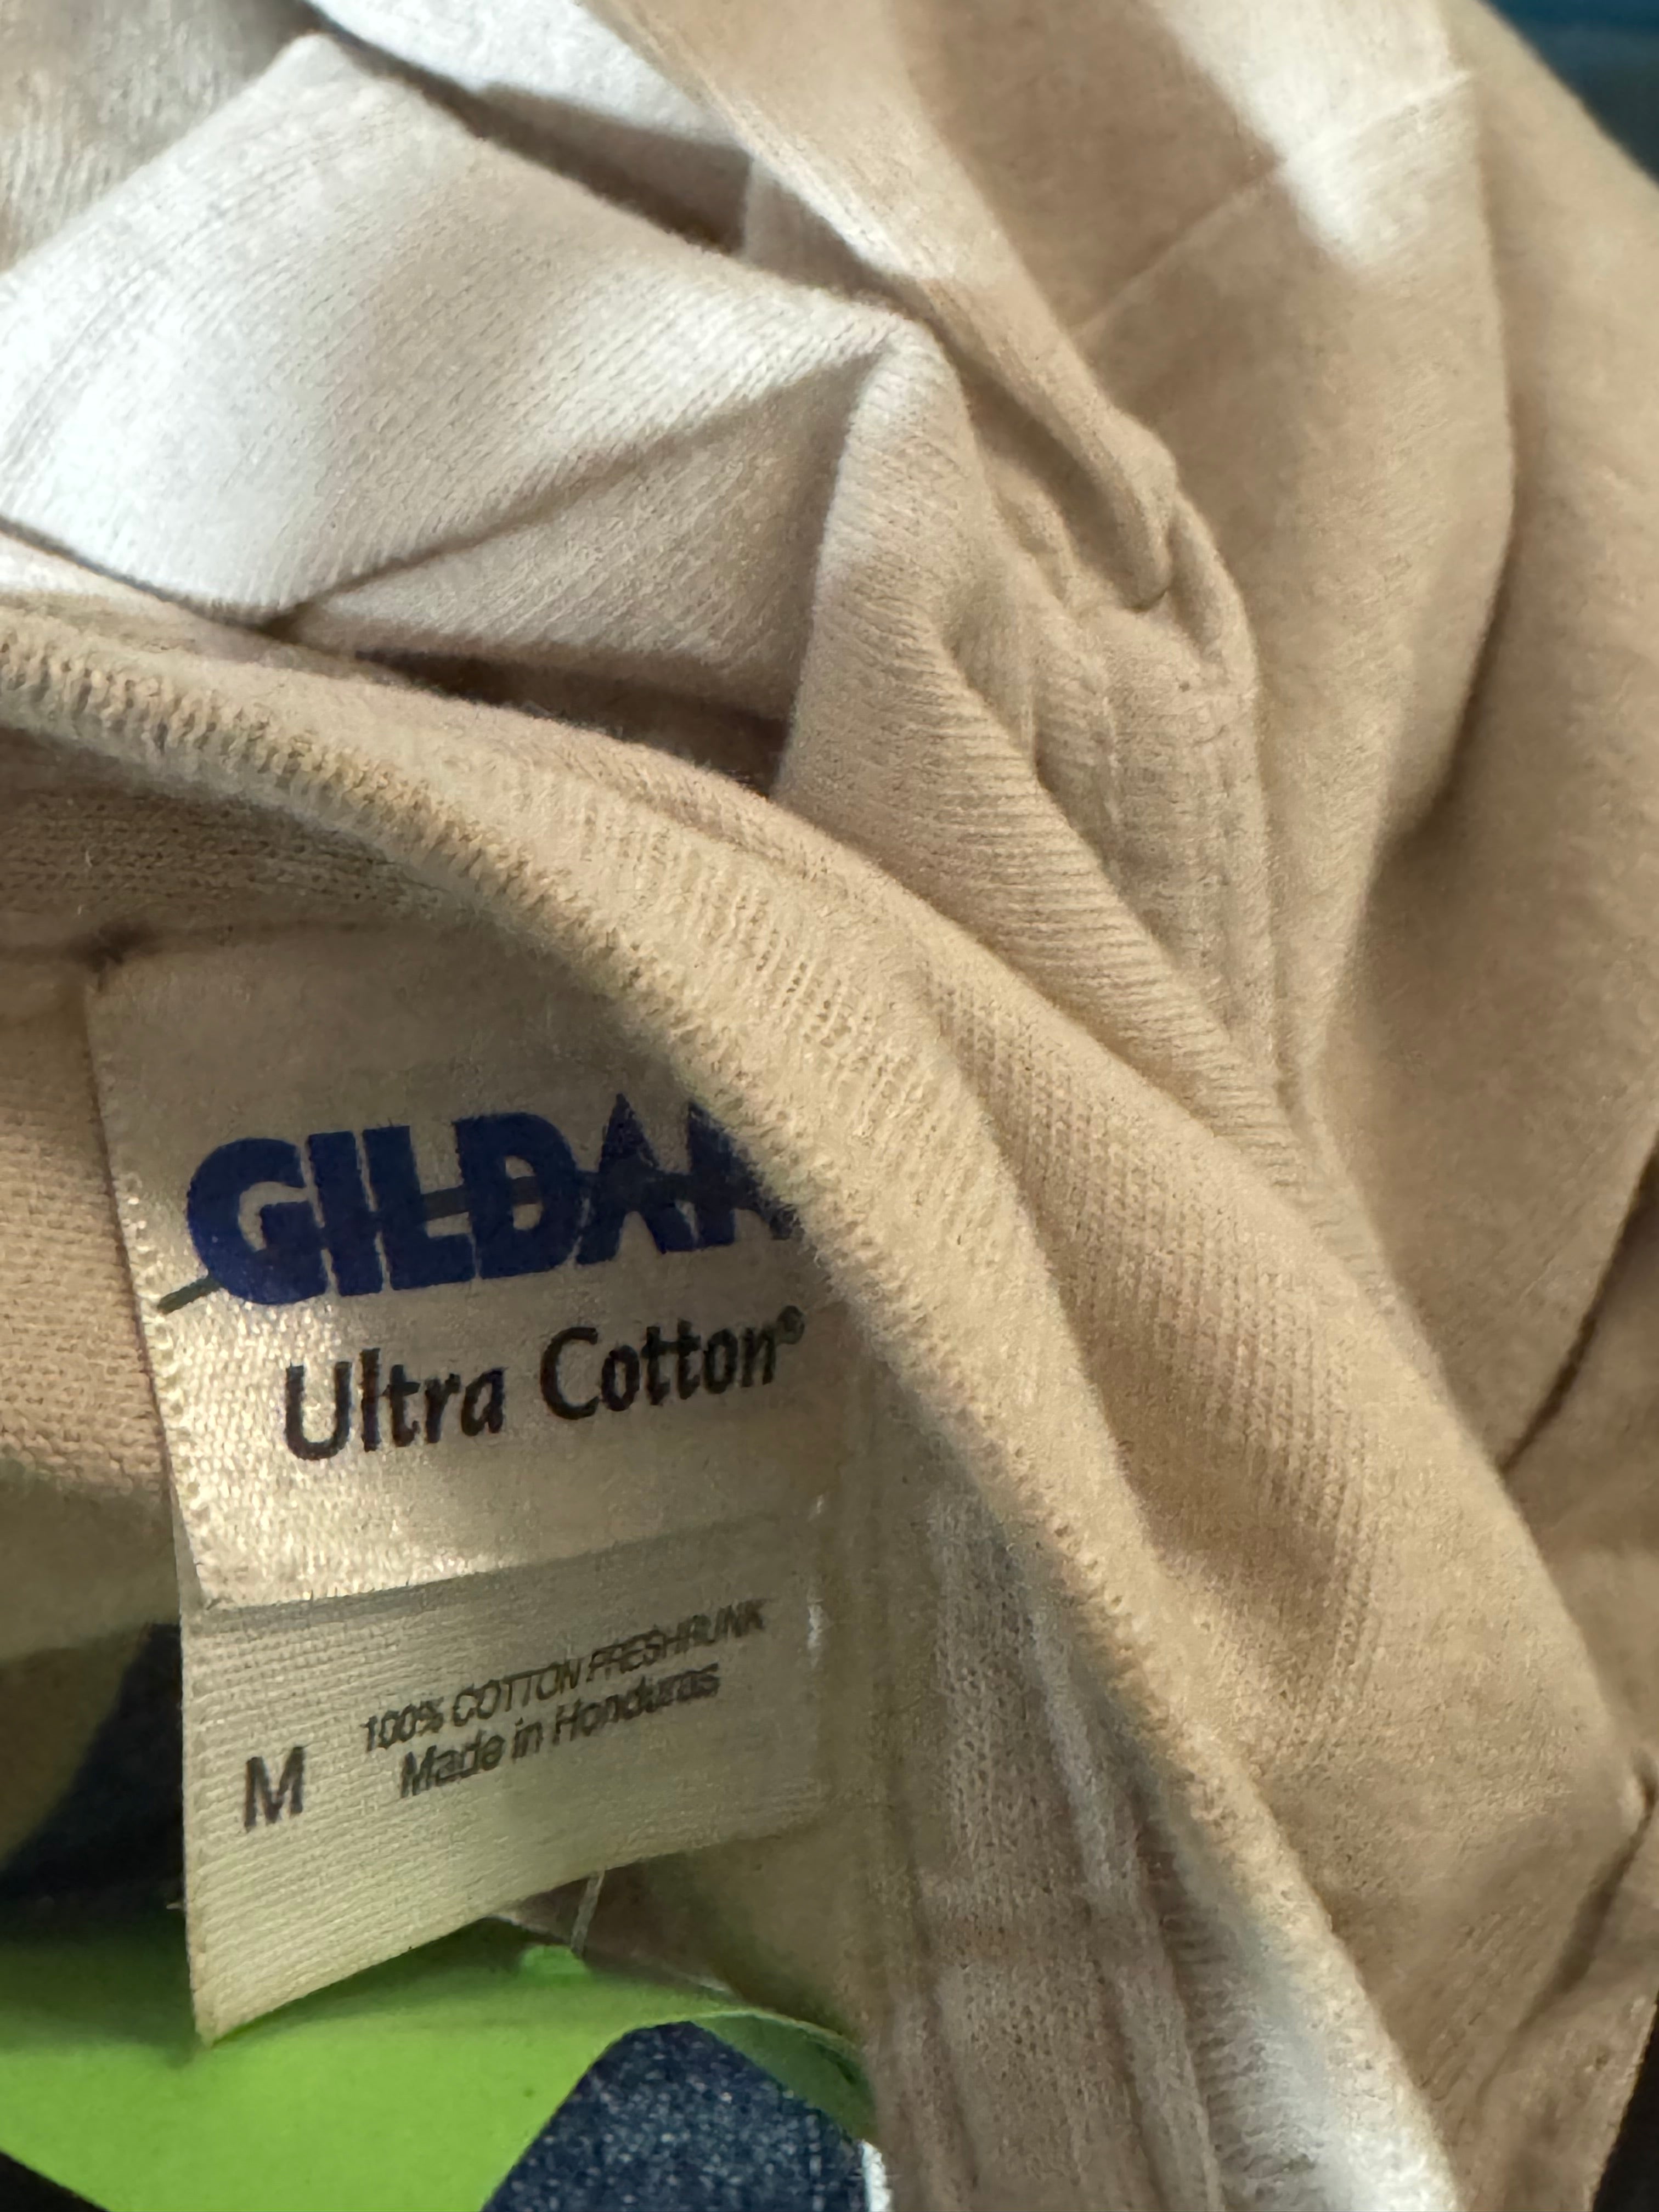 GILDAN
Ultra Cotton®
100% COTTON PRESHRUNK
Made in Honduras
M